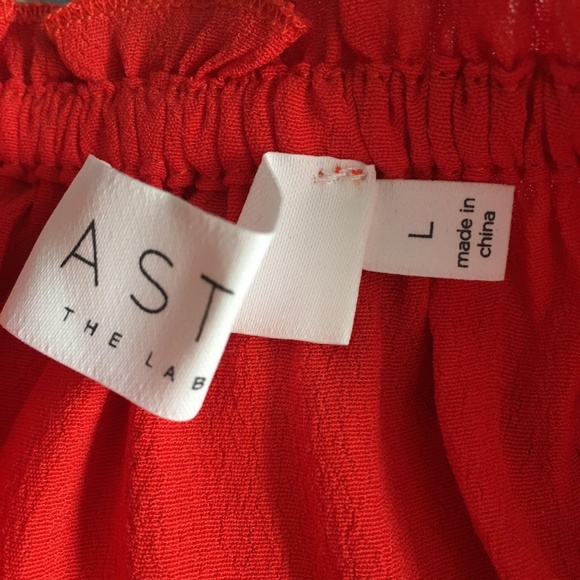 AST
THE LAB
L
made in
china